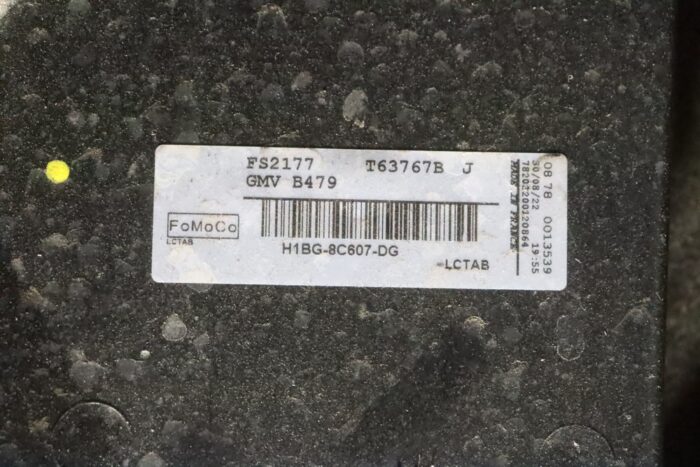 FS2177 T63767B J
GMV B479
FoMoCo
LCTAB
H1BG-8C607-DG
-LCTAB
08 78 0013539
30/08/22 19:55
MADE IN FRANCE